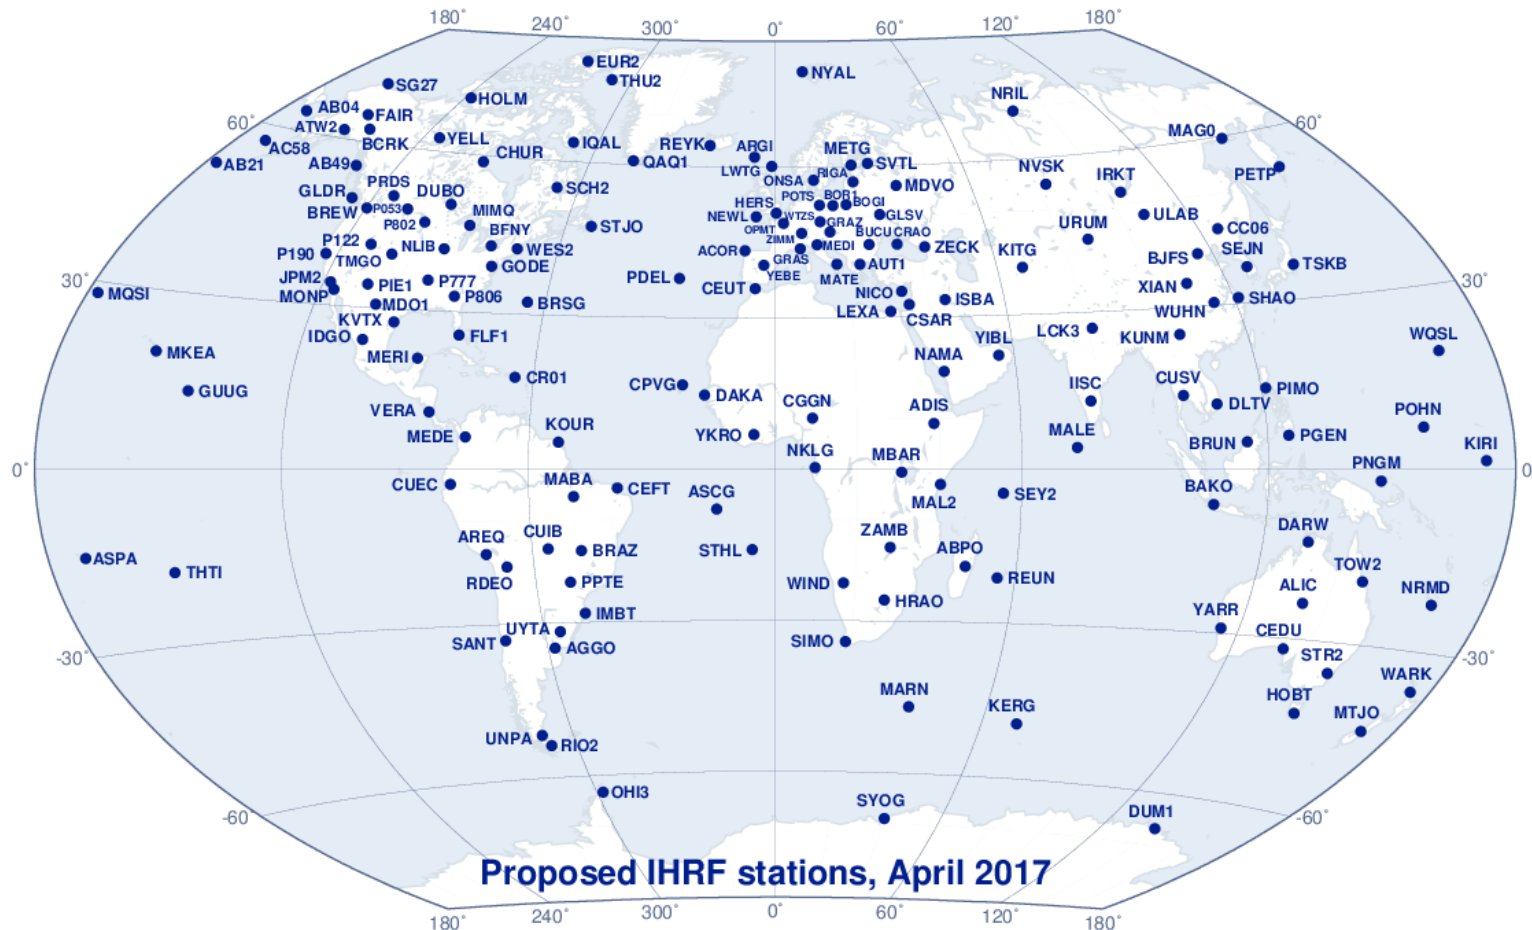 180° 240° 300° 0° 60° 120° 180°
EUR2
THU2
NYAL
SG27
HOLM
NRIL
AB04
FAIR
60°
60°
ATW2
BCRK
YELL
IQAL
REYK
ARGI
METG
MAG0
AC58
CHUR
QAQ1
LWTG
SVTL
AB21
AB49
ONSA
RIGA
MDVO
NVSK
IRKT
PETP
GLDR
PRDS
DUBO
SCH2
POTS
BOR1
BOGI
BREW
P053
MIMQ
HERS
NEWL
WTZS
GLSV
ULAB
P802
BFNY
STJO
OPMT
GRAZ
URUM
CC06
P122
NLIB
WES2
ZIMM
MEDI
BUCU
CRAO
ZECK
KITG
SEJN
P190
TMGO
GODE
ACOR
GRAS
AUT1
BJFS
TSKB
JPM2
P777
PDEL
YEBE
MATE
30°
30°
MQSI
MONP
PIE1
P806
CEUT
NICO
ISBA
XIAN
SHAO
MDO1
BRSG
LEXA
CSAR
WUHN
KVTX
IDGO
FLF1
YIBL
LCK3
KUNM
WQSL
MKEA
MERI
NAMA
GUUG
CR01
CPVG
DAKA
IISC
CUSV
PIMO
VERA
CGGN
ADIS
DLTV
POHN
MEDE
KOUR
YKRO
MALE
BRUN
PGEN
KIRI
0°
NKLG
MBAR
PNGM
0
CUEC
MABA
CEFT
ASCG
MAL2
SEY2
BAKO
AREQ
CUIB
ZAMB
DARW
ASPA
BRAZ
STHL
ABPO
TOW2
THTI
RDEO
PPTE
WIND
REUN
ALIC
NRMD
IMBT
HRAO
YARR
UYTA
CEDU
SANT
AGGO
SIMO
-30°
STR2
-30°
WARK
MARN
KERG
HOBT
MTJO
UNPA
RIO2
OHI3
SYOG
DUM1
-60°
-60°
Proposed IHRF stations, April 2017
180° 240° 300° 0° 60° 120° 180°